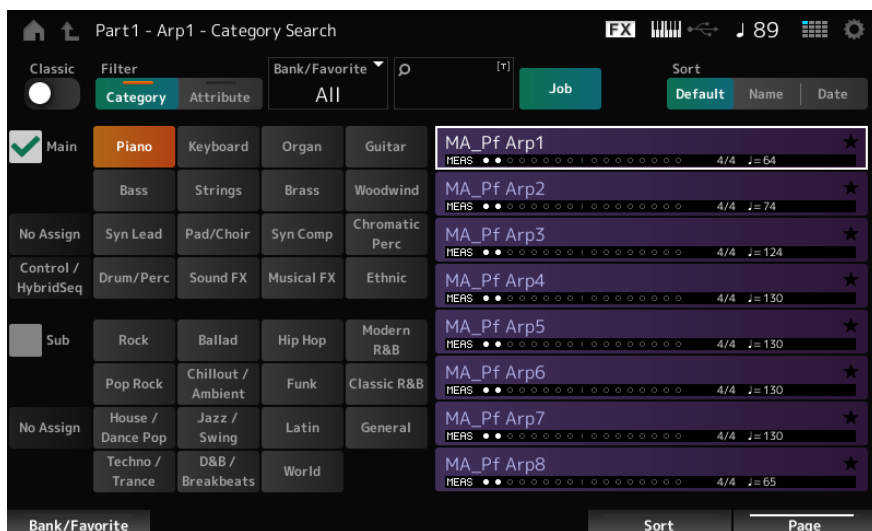 Part1 - Arp1 - Category Search
FX
♩ 89
Classic
Filter
Category
Attribute
Bank/Favorite
All
[T]
Job
Sort
Default
Name
Date
Main
Piano
Keyboard
Organ
Guitar
Bass
Strings
Brass
Woodwind
No Assign
Syn Lead
Pad/Choir
Syn Comp
Chromatic
Perc
Control /
HybridSeq
Drum/Perc
Sound FX
Musical FX
Ethnic
Sub
Rock
Ballad
Hip Hop
Modern
R&B
Pop Rock
Chillout /
Ambient
Funk
Classic R&B
No Assign
House /
Dance Pop
Jazz /
Swing
Latin
General
Techno /
Trance
D&B /
Breakbeats
World
MA_Pf Arp1
MEAS 4/4 ♩=64
MA_Pf Arp2
MEAS 4/4 ♩=74
MA_Pf Arp3
MEAS 4/4 ♩=124
MA_Pf Arp4
MEAS 4/4 ♩=130
MA_Pf Arp5
MEAS 4/4 ♩=130
MA_Pf Arp6
MEAS 4/4 ♩=130
MA_Pf Arp7
MEAS 4/4 ♩=130
MA_Pf Arp8
MEAS 4/4 ♩=65
Bank/Favorite
Sort
Page